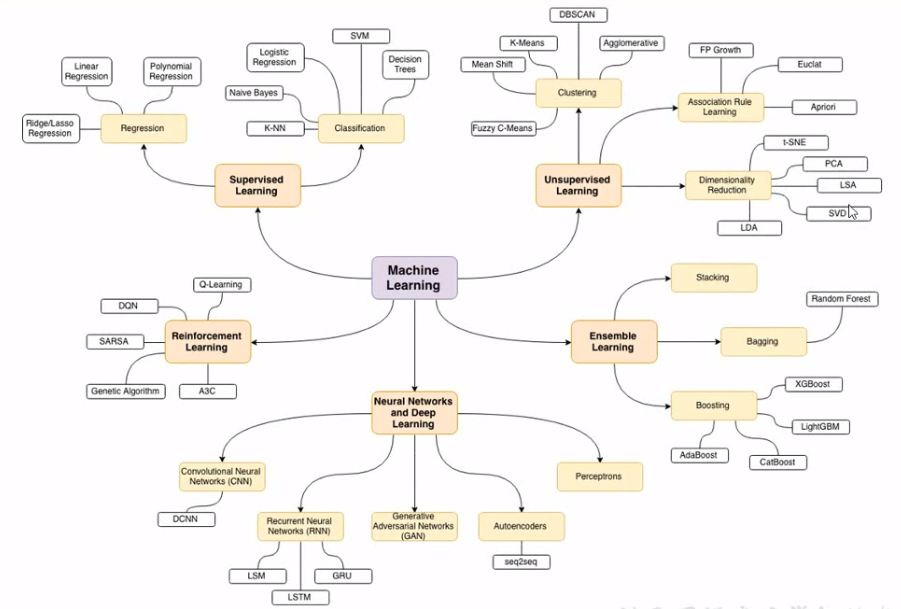 DBSCAN
SVM
K-Means
Agglomerative
FP Growth
Logistic
Regression
Linear
Regression
Polynomial
Regression
Decision
Trees
Mean Shift
Euclat
Naive Bayes
Clustering
Association Rule
Learning
Apriori
Ridge/Lasso
Regression
Regression
K-NN
Classification
Fuzzy C-Means
t-SNE
PCA
Supervised
Learning
Unsupervised
Learning
Dimensionality
Reduction
LSA
SVD
LDA
Machine
Learning
Stacking
Q-Learning
DQN
Random Forest
SARSA
Reinforcement
Learning
Ensemble
Learning
Bagging
Genetic Algorithm
A3C
XGBoost
Boosting
Neural Networks
and Deep
Learning
LightGBM
AdaBoost
CatBoost
Convolutional Neural
Networks (CNN)
Perceptrons
DCNN
Recurrent Neural
Networks (RNN)
Generative
Adversarial Networks
(GAN)
Autoencoders
seq2seq
LSM
GRU
LSTM